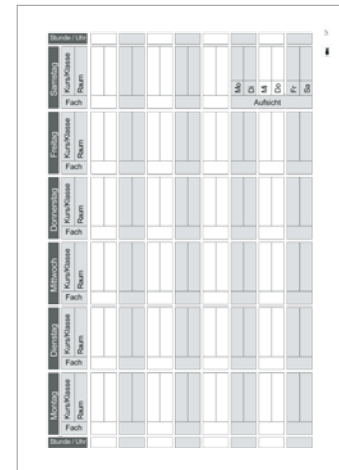 Stunde / Uhr
Samstag
Kurs/Klasse
Raum
Fach
Mo
Di
Mi
Do
Fr
Sa
Aufsicht
Freitag
Kurs/Klasse
Raum
Fach
Donnerstag
Kurs/Klasse
Raum
Fach
Mittwoch
Kurs/Klasse
Raum
Fach
Dienstag
Kurs/Klasse
Raum
Fach
Montag
Kurs/Klasse
Raum
Fach
Stunde / Uhr